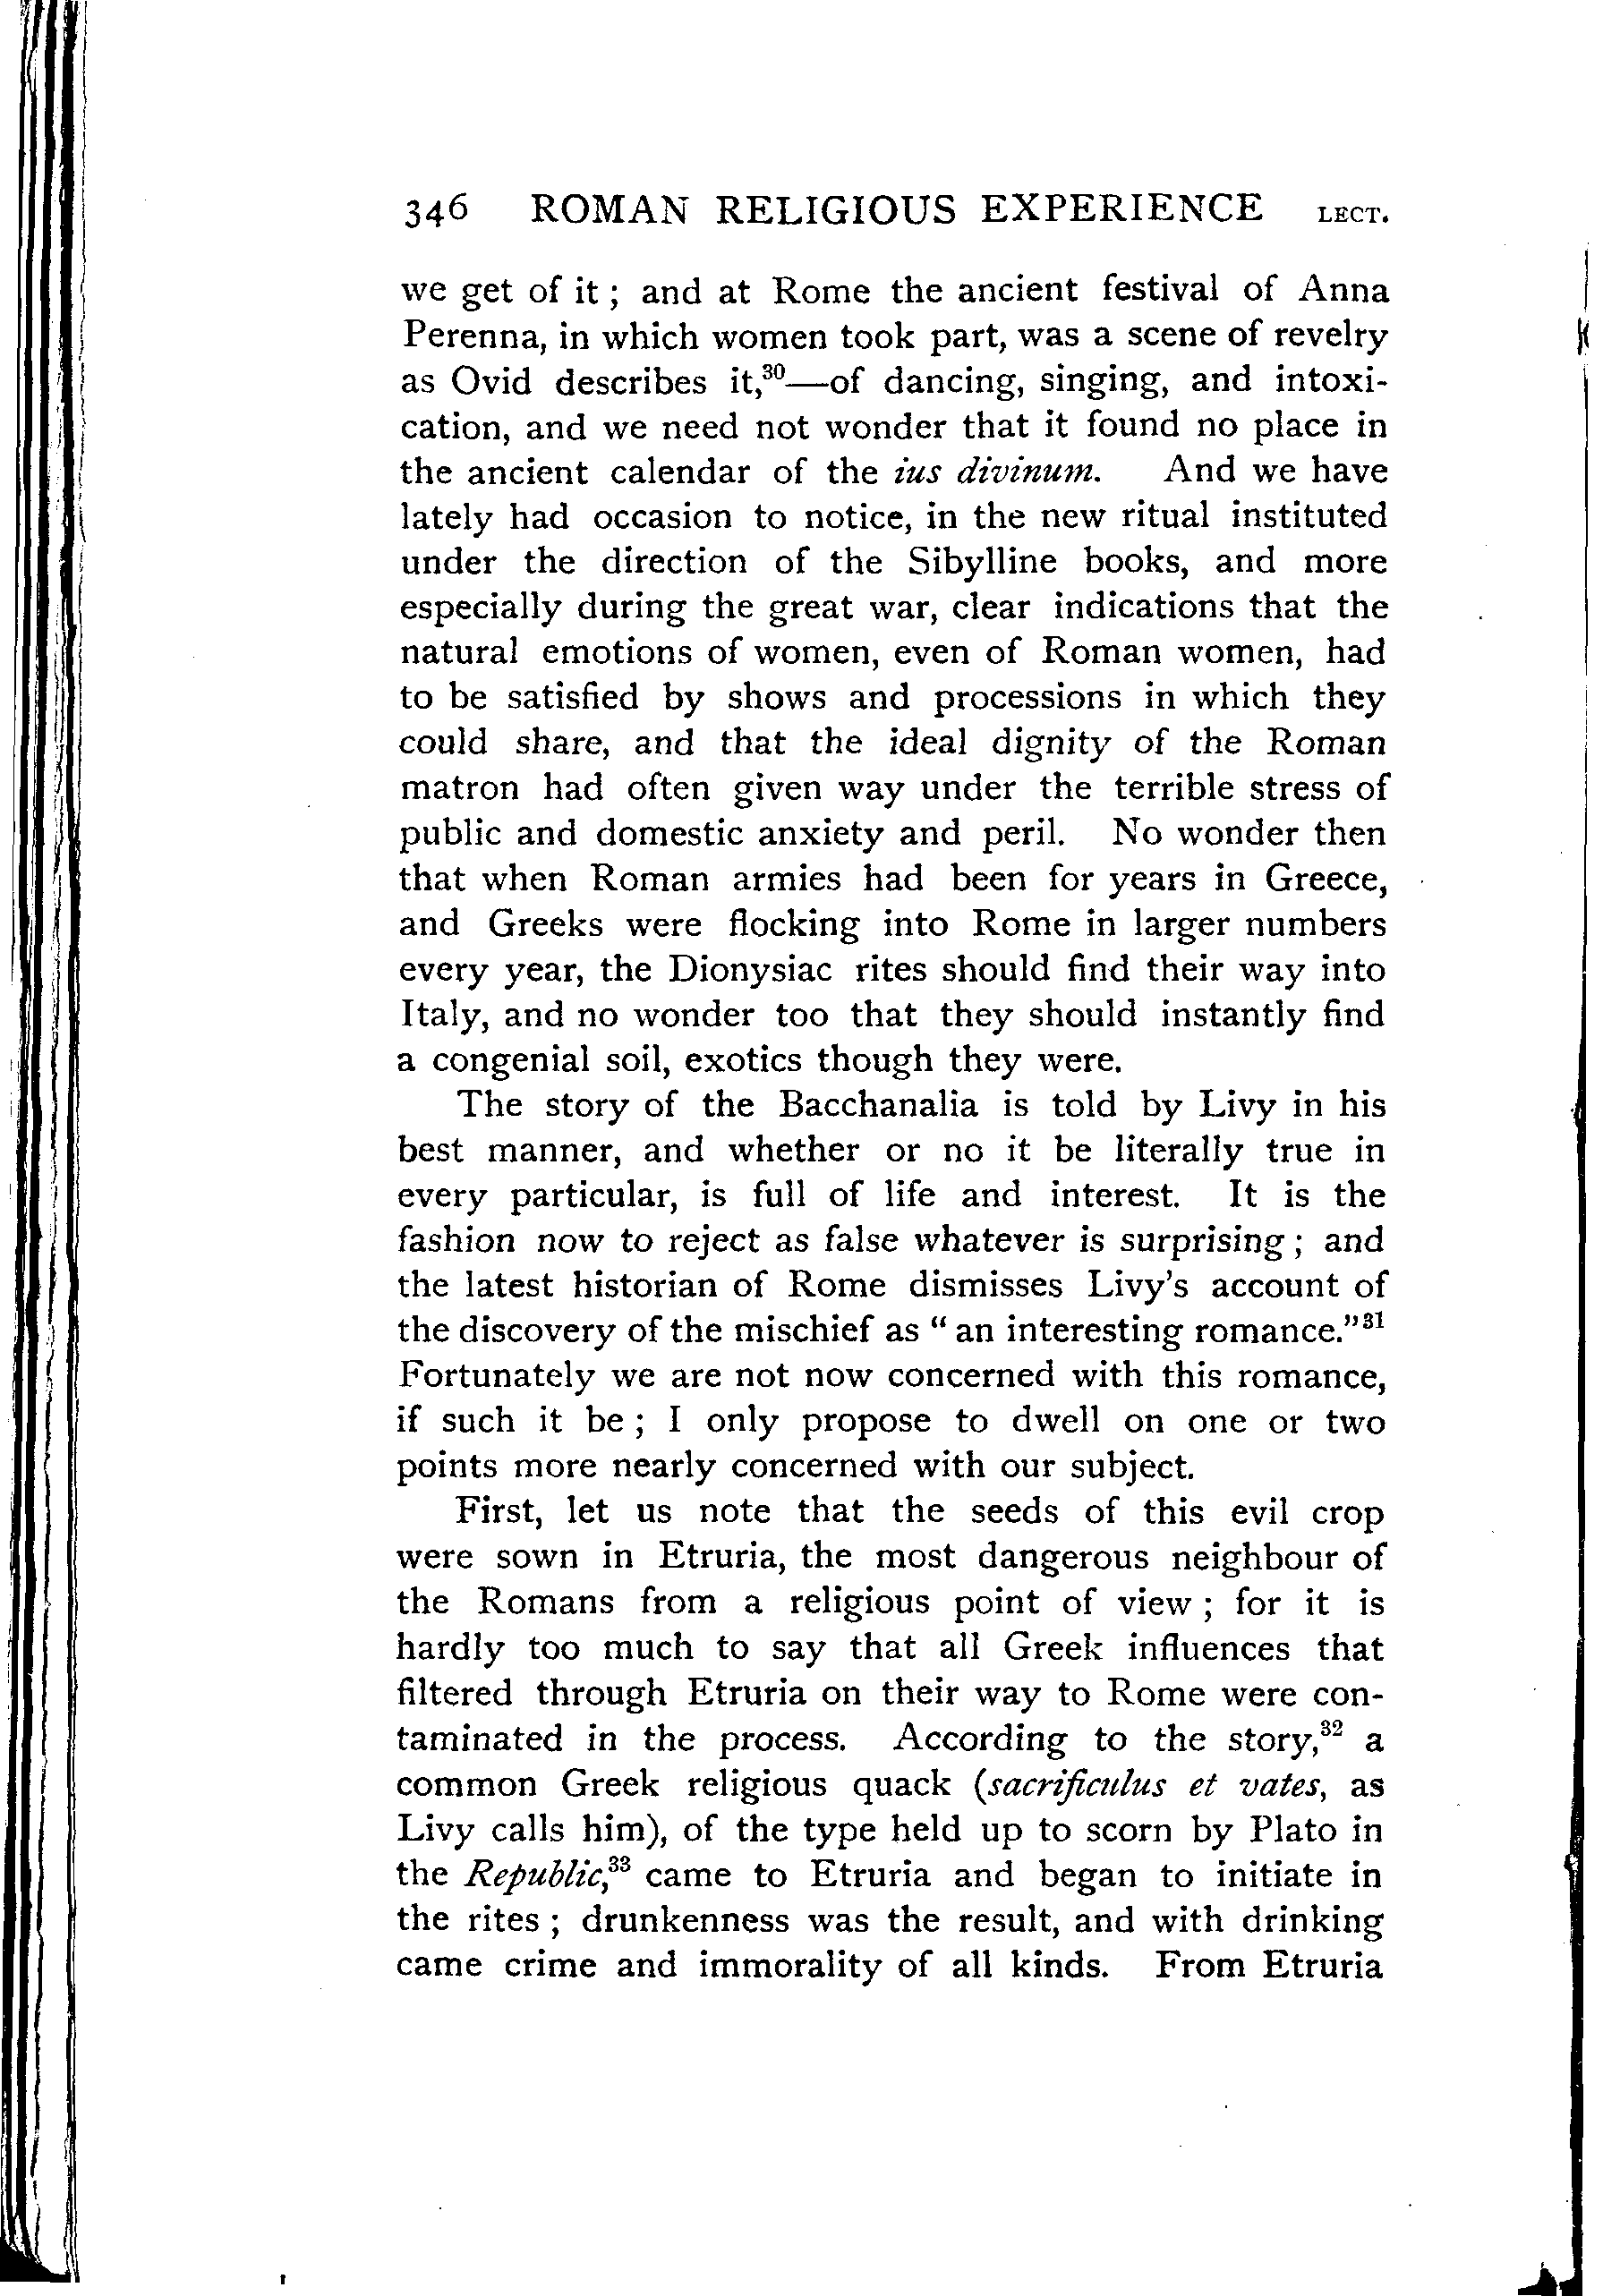 346 ROMAN RELIGIOUS EXPERIENCE LECT.
we get of it ; and at Rome the ancient festival of Anna
Perenna, in which women took part, was a scene of revelry
as Ovid describes it,³⁰—of dancing, singing, and intoxi-
cation, and we need not wonder that it found no place in
the ancient calendar of the ius divinum. And we have
lately had occasion to notice, in the new ritual instituted
under the direction of the Sibylline books, and more
especially during the great war, clear indications that the
natural emotions of women, even of Roman women, had
to be satisfied by shows and processions in which they
could share, and that the ideal dignity of the Roman
matron had often given way under the terrible stress of
public and domestic anxiety and peril. No wonder then
that when Roman armies had been for years in Greece,
and Greeks were flocking into Rome in larger numbers
every year, the Dionysiac rites should find their way into
Italy, and no wonder too that they should instantly find
a congenial soil, exotics though they were.
The story of the Bacchanalia is told by Livy in his
best manner, and whether or no it be literally true in
every particular, is full of life and interest. It is the
fashion now to reject as false whatever is surprising ; and
the latest historian of Rome dismisses Livy's account of
the discovery of the mischief as “ an interesting romance.”³¹
Fortunately we are not now concerned with this romance,
if such it be ; I only propose to dwell on one or two
points more nearly concerned with our subject.
First, let us note that the seeds of this evil crop
were sown in Etruria, the most dangerous neighbour of
the Romans from a religious point of view ; for it is
hardly too much to say that all Greek influences that
filtered through Etruria on their way to Rome were con-
taminated in the process. According to the story,³² a
common Greek religious quack (sacrificulus et vates, as
Livy calls him), of the type held up to scorn by Plato in
the Republic,³³ came to Etruria and began to initiate in
the rites ; drunkenness was the result, and with drinking
came crime and immorality of all kinds. From Etruria